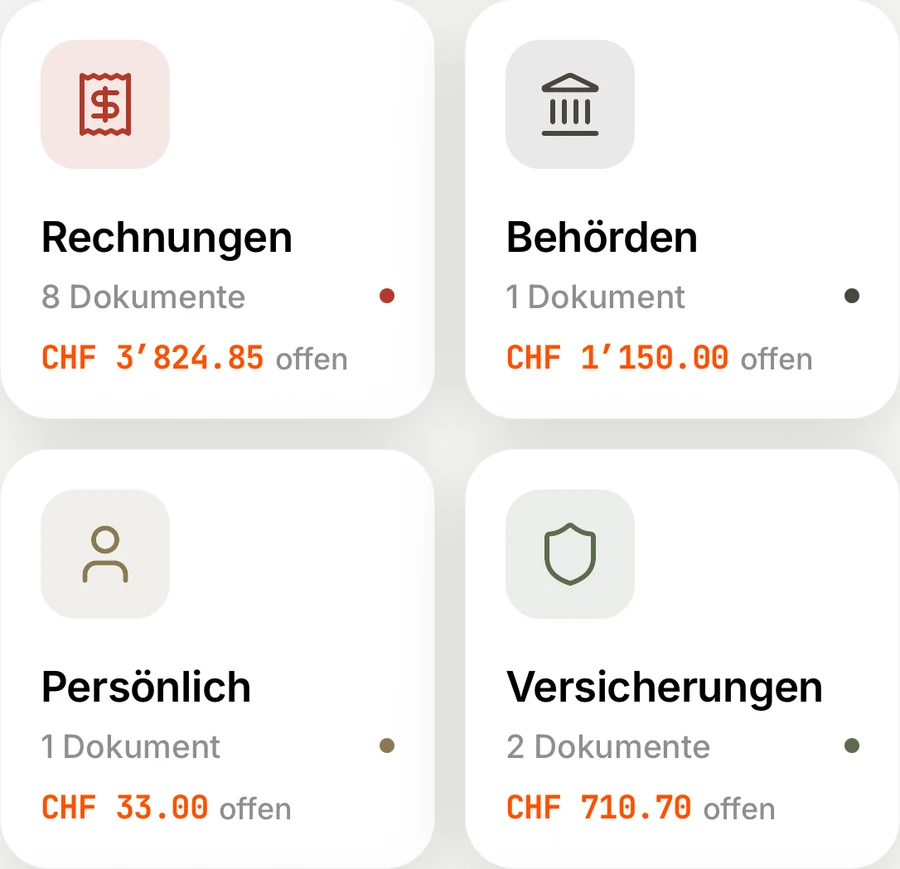 Rechnungen
8 Dokumente
CHF 3’824.85 offen
Behörden
1 Dokument
CHF 1’150.00 offen
Persönlich
1 Dokument
CHF 33.00 offen
Versicherungen
2 Dokumente
CHF 710.70 offen